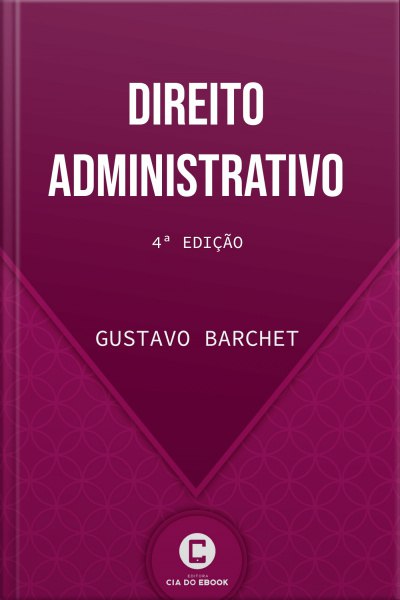 DIREITO
ADMINISTRATIVO
4ª EDIÇÃO
GUSTAVO BARCHET
EDITORA
CIA DO EBOOK